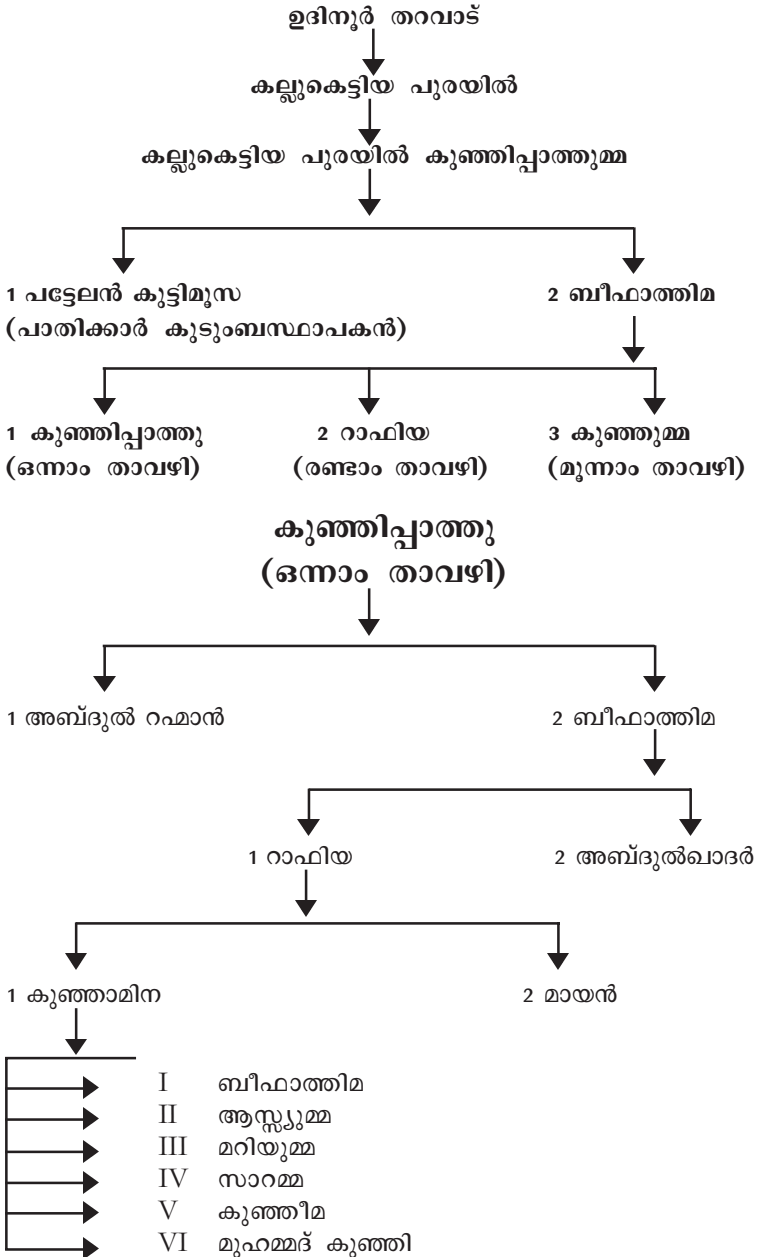 ഉദിനൂർ തറവാട്
കല്ലുകെട്ടിയ പുരയിൽ
കല്ലുകെട്ടിയ പുരയിൽ കുഞ്ഞിപ്പാത്തുമ്മ
1 പട്ടേലൻ കുട്ടിമൂസ 2 ബീഫാത്തിമ
(പാതിക്കാർ കുടുംബസ്ഥാപകൻ)
1 കുഞ്ഞിപ്പാത്തു 2 റാഫിയ 3 കുഞ്ഞുമ്മ
(ഒന്നാം താവഴി) (രണ്ടാം താവഴി) (മൂന്നാം താവഴി)
കുഞ്ഞിപ്പാത്തു
(ഒന്നാം താവഴി)
1 അബ്ദുൽ റഹ്മാൻ 2 ബീഫാത്തിമ
1 റാഫിയ 2 അബ്ദുൽഖാദർ
1 കുഞ്ഞാമിന 2 മായൻ
I ബീഫാത്തിമ
II ആസ്സ്യുമ്മ
III മറിയുമ്മ
IV സാറമ്മ
V കുഞ്ഞീമ
VI മുഹമ്മദ് കുഞ്ഞി